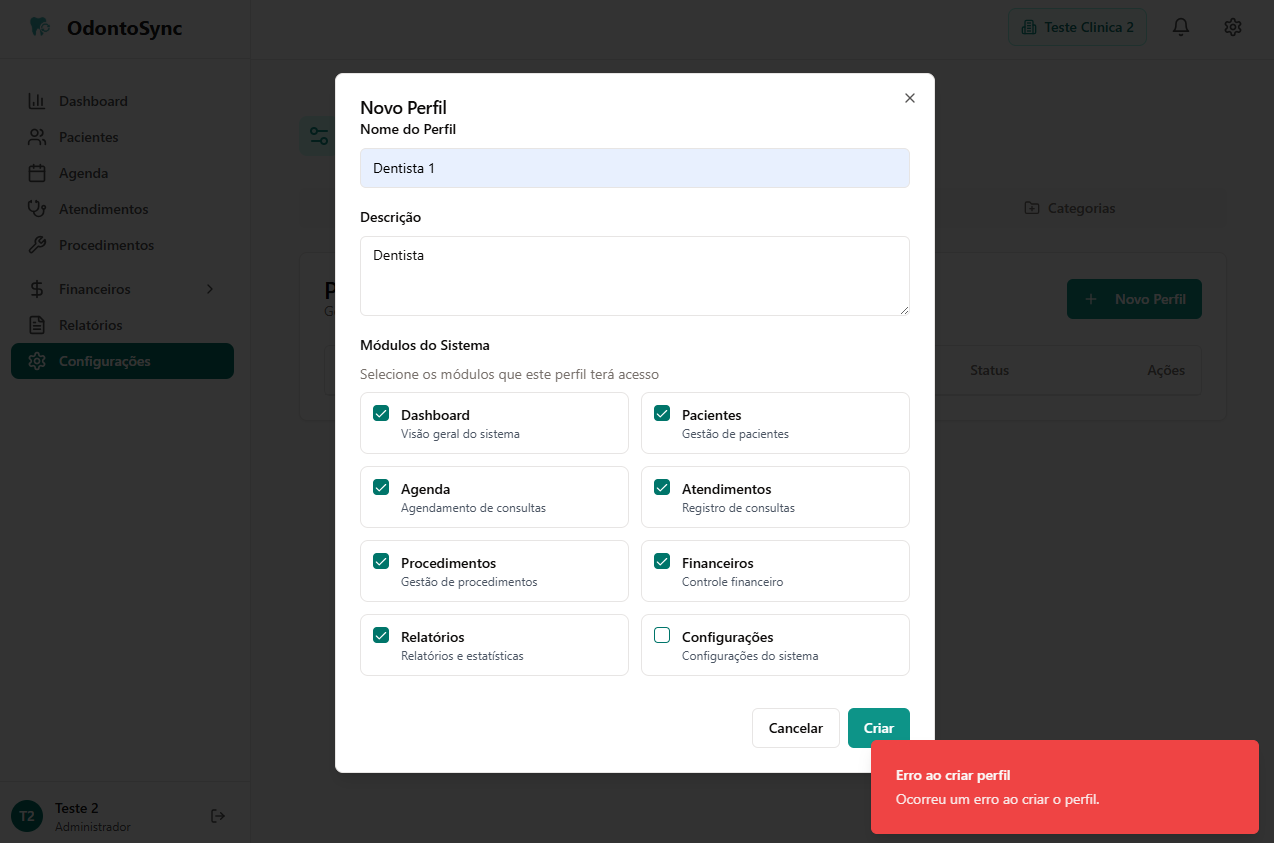 OdontoSync
Teste Clinica 2
Dashboard
Pacientes
Agenda
Atendimentos
Procedimentos
Financeiros
Relatórios
Configurações
Categorias
P
G
Novo Perfil
Status
Ações
Novo Perfil
Nome do Perfil
Dentista 1
Descrição
Dentista
Módulos do Sistema
Selecione os módulos que este perfil terá acesso
Dashboard
Visão geral do sistema
Pacientes
Gestão de pacientes
Agenda
Agendamento de consultas
Atendimentos
Registro de consultas
Procedimentos
Gestão de procedimentos
Financeiros
Controle financeiro
Relatórios
Relatórios e estatísticas
Configurações
Configurações do sistema
Cancelar
Criar
Erro ao criar perfil
Ocorreu um erro ao criar o perfil.
T2
Teste 2
Administrador